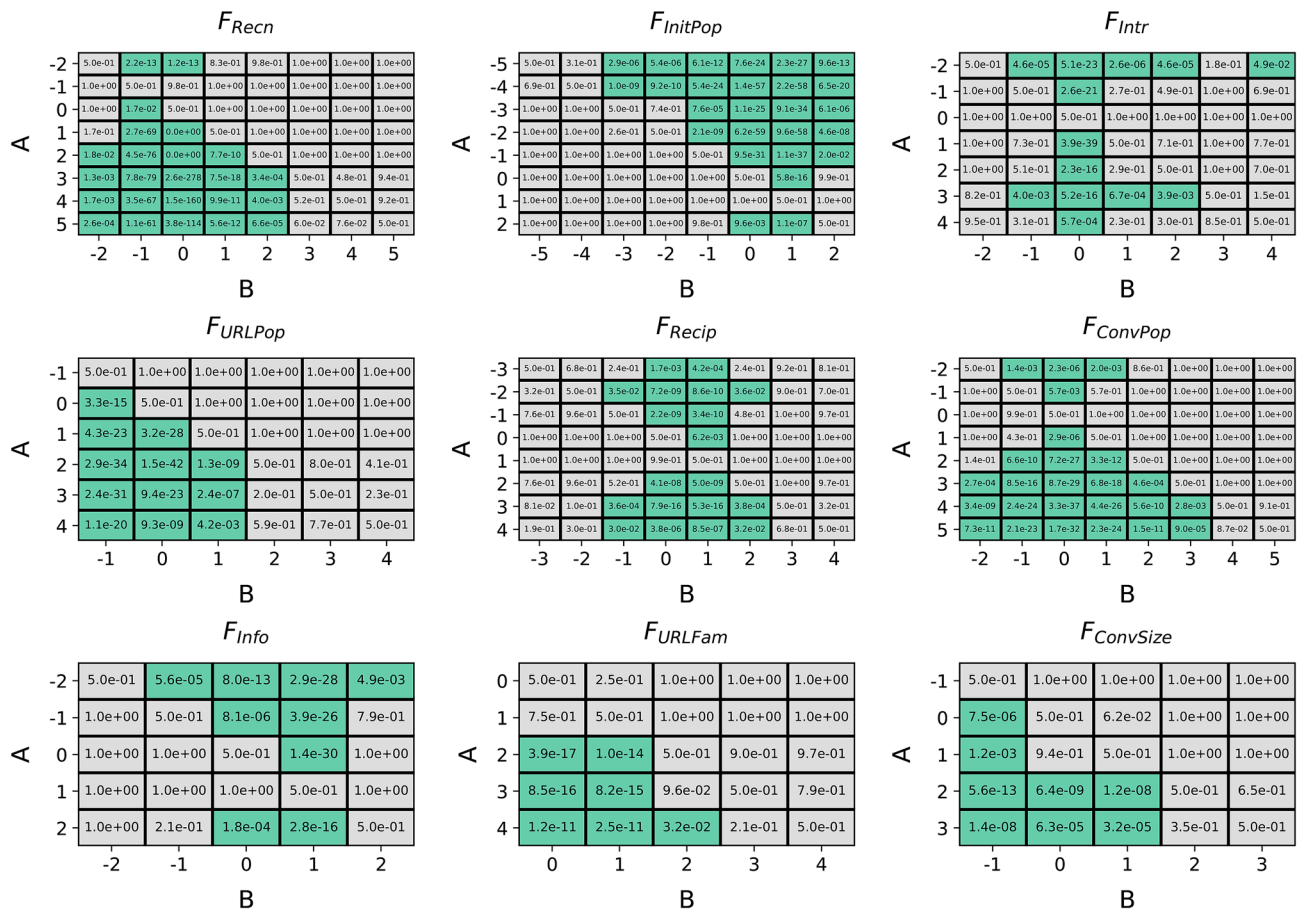 F_Recn
A
-2 5.0e-01 2.2e-13 1.2e-13 8.3e-01 9.8e-01 1.0e+00 1.0e+00 1.0e+00
-1 1.0e+00 5.0e-01 9.8e-01 1.0e+00 1.0e+00 1.0e+00 1.0e+00 1.0e+00
0 1.0e+00 1.7e-02 5.0e-01 1.0e+00 1.0e+00 1.0e+00 1.0e+00 1.0e+00
1 1.7e-01 2.7e-69 0.0e+00 5.0e-01 1.0e+00 1.0e+00 1.0e+00 1.0e+00
2 1.8e-02 4.5e-76 0.0e+00 7.7e-10 5.0e-01 1.0e+00 1.0e+00 1.0e+00
3 1.3e-03 7.8e-79 2.6e-278 7.5e-18 3.4e-04 5.0e-01 4.8e-01 9.4e-01
4 1.7e-03 3.5e-67 1.5e-160 9.9e-11 4.0e-03 5.2e-01 5.0e-01 9.2e-01
5 2.6e-04 1.1e-61 3.8e-114 5.6e-12 6.6e-05 6.0e-02 7.6e-02 5.0e-01
-2 -1 0 1 2 3 4 5
B
F_InitPop
A
-5 5.0e-01 3.1e-01 2.9e-06 5.4e-06 6.1e-12 7.6e-24 2.3e-27 9.6e-13
-4 6.9e-01 5.0e-01 1.0e-09 9.2e-10 5.4e-24 1.4e-57 2.2e-58 6.5e-20
-3 1.0e+00 1.0e+00 5.0e-01 7.4e-01 7.6e-05 1.1e-25 9.1e-34 6.1e-06
-2 1.0e+00 1.0e+00 2.6e-01 5.0e-01 2.1e-09 6.2e-59 9.6e-58 4.6e-08
-1 1.0e+00 1.0e+00 1.0e+00 1.0e+00 5.0e-01 9.5e-31 1.1e-37 2.0e-02
0 1.0e+00 1.0e+00 1.0e+00 1.0e+00 1.0e+00 5.0e-01 5.8e-16 9.9e-01
1 1.0e+00 1.0e+00 1.0e+00 1.0e+00 1.0e+00 1.0e+00 5.0e-01 1.0e+00
2 1.0e+00 1.0e+00 1.0e+00 1.0e+00 9.8e-01 9.6e-03 1.1e-07 5.0e-01
-5 -4 -3 -2 -1 0 1 2
B
F_Intr
A
-2 5.0e-01 4.6e-05 5.1e-23 2.6e-06 4.6e-05 1.8e-01 4.9e-02
-1 1.0e+00 5.0e-01 2.6e-21 2.7e-01 4.9e-01 1.0e+00 6.9e-01
0 1.0e+00 1.0e+00 5.0e-01 1.0e+00 1.0e+00 1.0e+00 1.0e+00
1 1.0e+00 7.3e-01 3.9e-39 5.0e-01 7.1e-01 1.0e+00 7.7e-01
2 1.0e+00 5.1e-01 2.3e-16 2.9e-01 5.0e-01 1.0e+00 7.0e-01
3 8.2e-01 4.0e-03 5.2e-16 6.7e-04 3.9e-03 5.0e-01 1.5e-01
4 9.5e-01 3.1e-01 5.7e-04 2.3e-01 3.0e-01 8.5e-01 5.0e-01
-2 -1 0 1 2 3 4
B
F_URLPop
A
-1 5.0e-01 1.0e+00 1.0e+00 1.0e+00 1.0e+00 1.0e+00
0 3.3e-15 5.0e-01 1.0e+00 1.0e+00 1.0e+00 1.0e+00
1 4.3e-23 3.2e-28 5.0e-01 1.0e+00 1.0e+00 1.0e+00
2 2.9e-34 1.5e-42 1.3e-09 5.0e-01 8.0e-01 4.1e-01
3 2.4e-31 9.4e-23 2.4e-07 2.0e-01 5.0e-01 2.3e-01
4 1.1e-20 9.3e-09 4.2e-03 5.9e-01 7.7e-01 5.0e-01
-1 0 1 2 3 4
B
F_Recip
A
-3 5.0e-01 6.8e-01 2.4e-01 1.7e-03 4.2e-04 2.4e-01 9.2e-01 8.1e-01
-2 3.2e-01 5.0e-01 3.5e-02 7.2e-09 8.6e-10 3.6e-02 9.0e-01 7.0e-01
-1 7.6e-01 9.6e-01 5.0e-01 2.2e-09 3.4e-10 4.8e-01 1.0e+00 9.7e-01
0 1.0e+00 1.0e+00 1.0e+00 5.0e-01 6.2e-03 1.0e+00 1.0e+00 1.0e+00
1 1.0e+00 1.0e+00 1.0e+00 9.9e-01 5.0e-01 1.0e+00 1.0e+00 1.0e+00
2 7.6e-01 9.6e-01 5.2e-01 4.1e-08 5.0e-09 5.0e-01 1.0e+00 9.7e-01
3 8.1e-02 1.0e-01 3.6e-04 7.9e-16 5.3e-16 3.8e-04 5.0e-01 3.2e-01
4 1.9e-01 3.0e-01 3.0e-02 3.8e-06 8.5e-07 3.2e-02 6.8e-01 5.0e-01
-3 -2 -1 0 1 2 3 4
B
F_ConvPop
A
-2 5.0e-01 1.4e-03 2.3e-06 2.0e-03 8.6e-01 1.0e+00 1.0e+00 1.0e+00
-1 1.0e+00 5.0e-01 5.7e-03 5.7e-01 1.0e+00 1.0e+00 1.0e+00 1.0e+00
0 1.0e+00 9.9e-01 5.0e-01 1.0e+00 1.0e+00 1.0e+00 1.0e+00 1.0e+00
1 1.0e+00 4.3e-01 2.9e-06 5.0e-01 1.0e+00 1.0e+00 1.0e+00 1.0e+00
2 1.4e-01 6.6e-10 7.2e-27 3.3e-12 5.0e-01 1.0e+00 1.0e+00 1.0e+00
3 2.7e-04 8.5e-16 8.7e-29 6.8e-18 4.6e-04 5.0e-01 1.0e+00 1.0e+00
4 3.4e-09 2.4e-24 3.3e-37 4.4e-26 5.6e-10 2.8e-03 5.0e-01 9.1e-01
5 7.3e-11 2.1e-23 1.7e-32 2.3e-24 1.5e-11 9.0e-05 8.7e-02 5.0e-01
-2 -1 0 1 2 3 4 5
B
F_Info
A
-2 5.0e-01 5.6e-05 8.0e-13 2.9e-28 4.9e-03
-1 1.0e+00 5.0e-01 8.1e-06 3.9e-26 7.9e-01
0 1.0e+00 1.0e+00 5.0e-01 1.4e-30 1.0e+00
1 1.0e+00 1.0e+00 1.0e+00 5.0e-01 1.0e+00
2 1.0e+00 2.1e-01 1.8e-04 2.8e-16 5.0e-01
-2 -1 0 1 2
B
F_URLFam
A
0 5.0e-01 2.5e-01 1.0e+00 1.0e+00 1.0e+00
1 7.5e-01 5.0e-01 1.0e+00 1.0e+00 1.0e+00
2 3.9e-17 1.0e-14 5.0e-01 9.0e-01 9.7e-01
3 8.5e-16 8.2e-15 9.6e-02 5.0e-01 7.9e-01
4 1.2e-11 2.5e-11 3.2e-02 2.1e-01 5.0e-01
0 1 2 3 4
B
F_ConvSize
A
-1 5.0e-01 1.0e+00 1.0e+00 1.0e+00 1.0e+00
0 7.5e-06 5.0e-01 6.2e-02 1.0e+00 1.0e+00
1 1.2e-03 9.4e-01 5.0e-01 1.0e+00 1.0e+00
2 5.6e-13 6.4e-09 1.2e-08 5.0e-01 6.5e-01
3 1.4e-08 6.3e-05 3.2e-05 3.5e-01 5.0e-01
-1 0 1 2 3
B